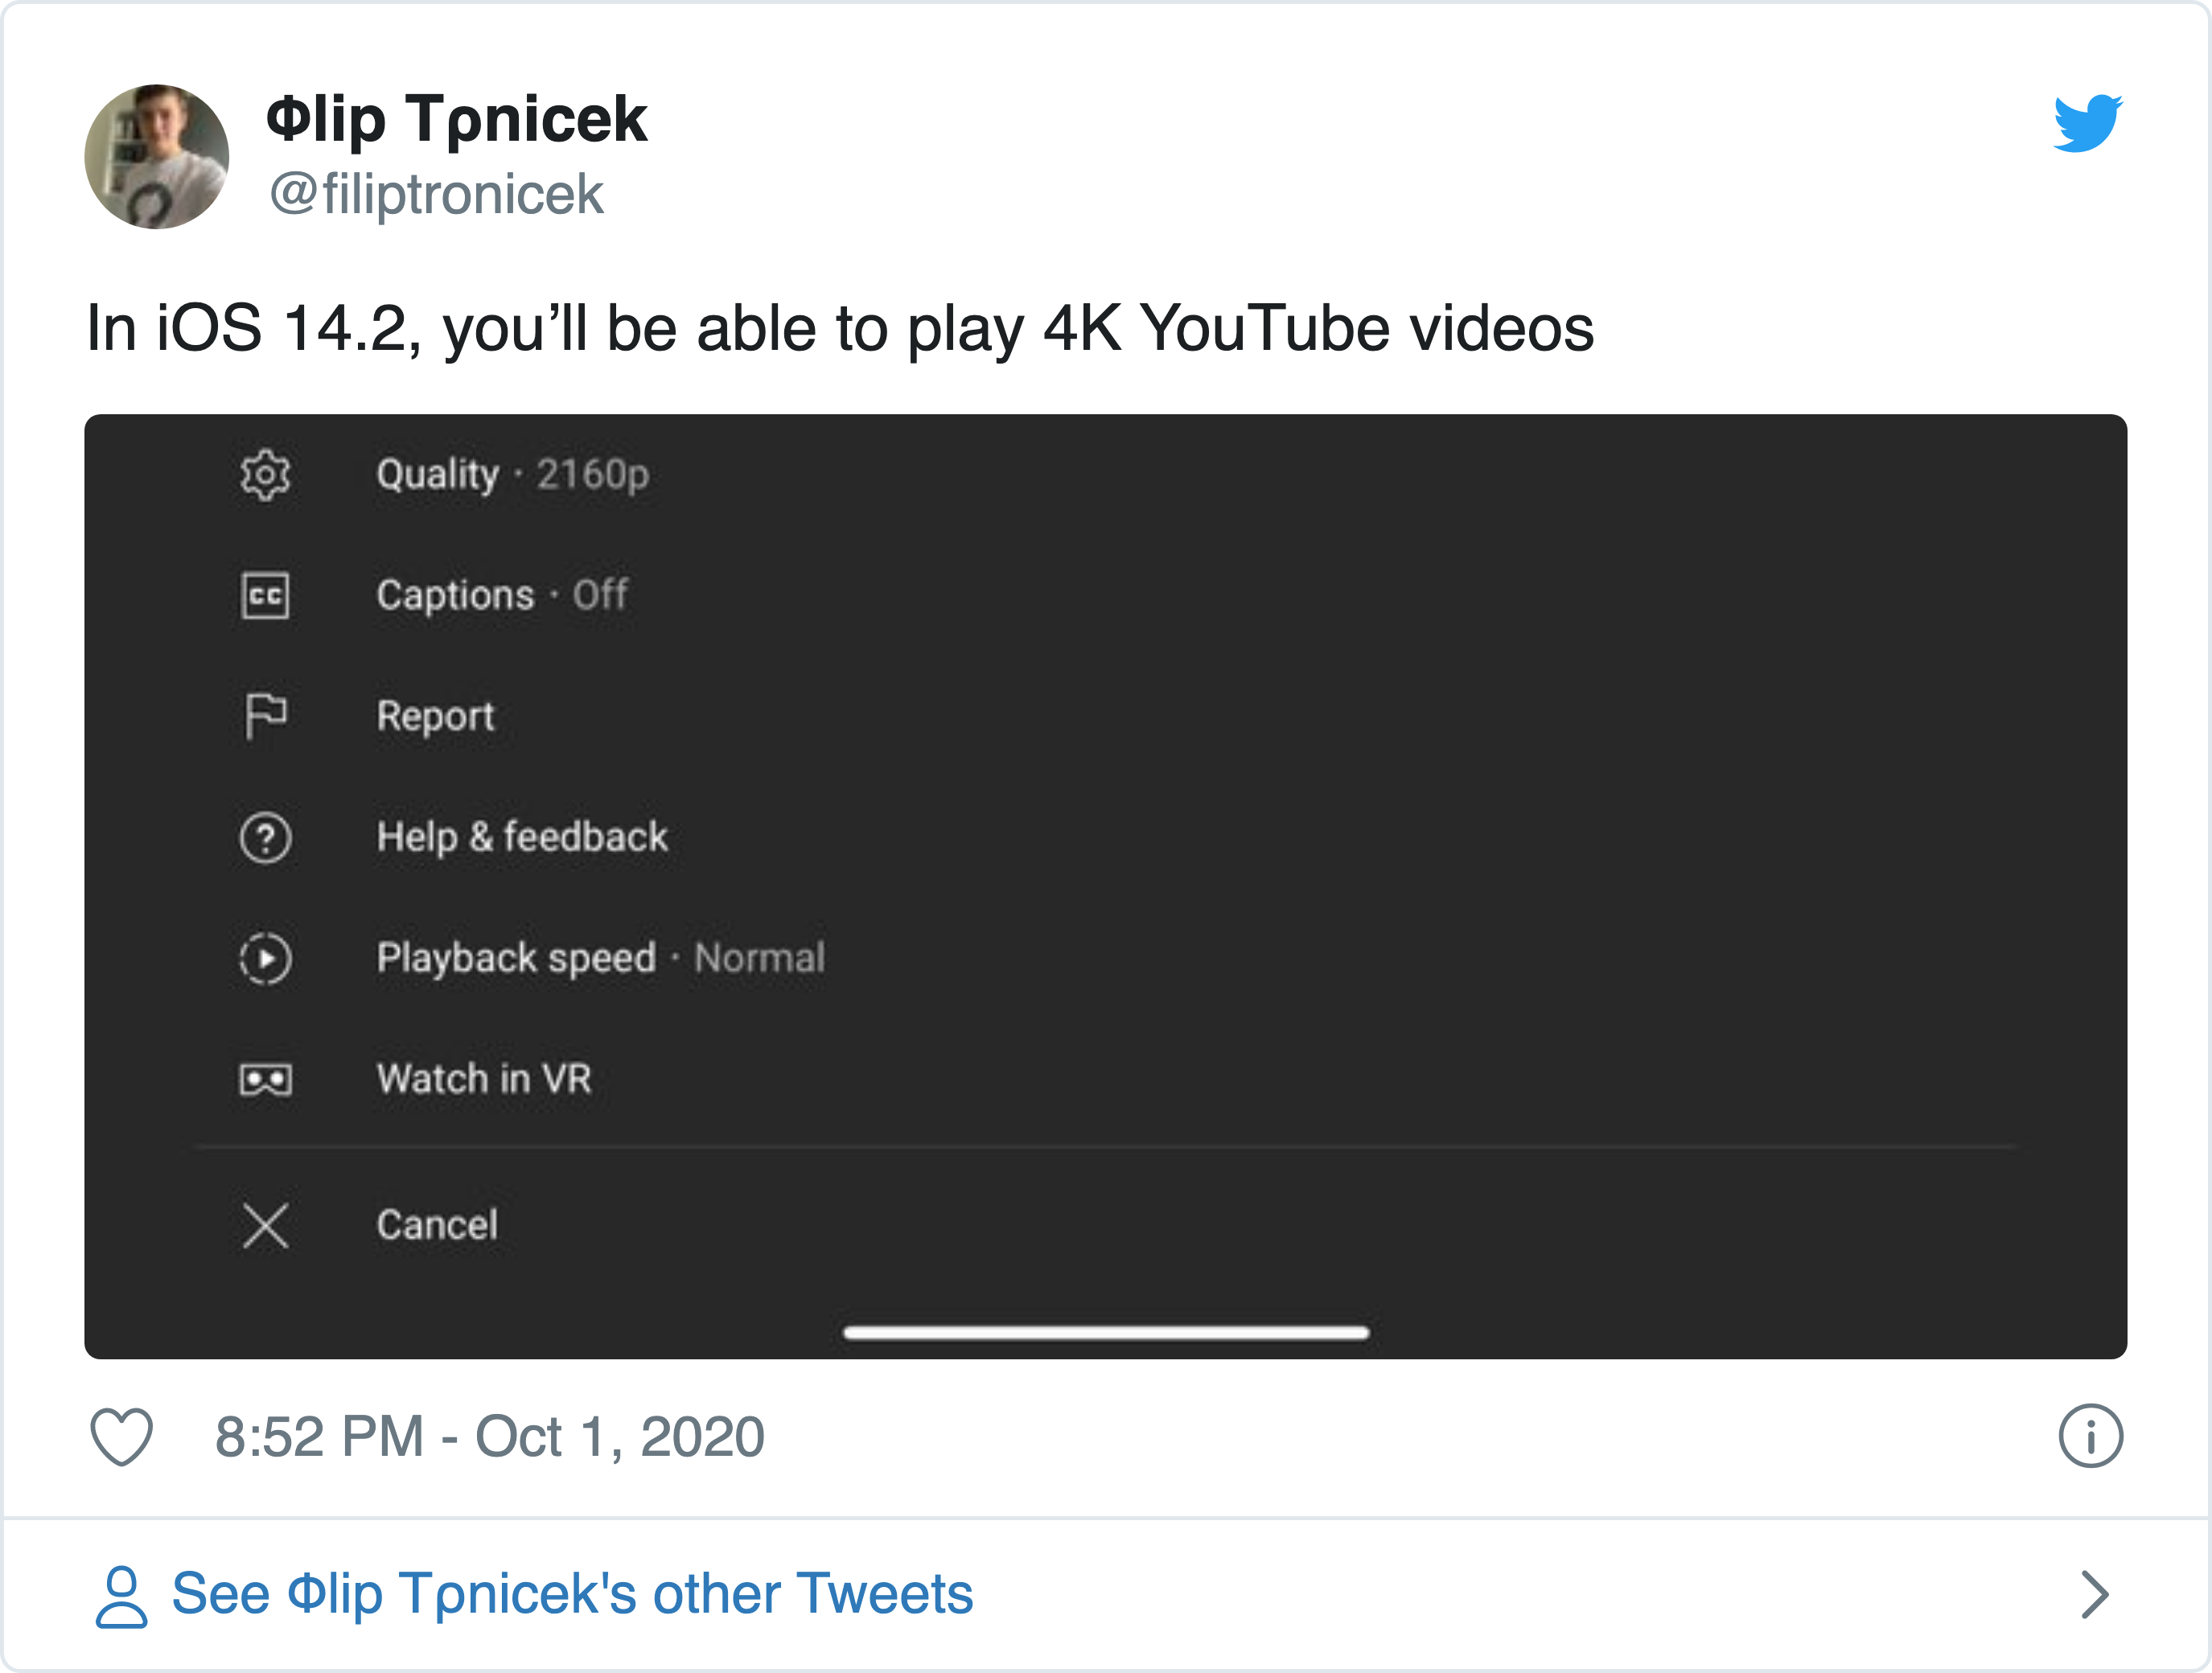 Φlip Tρnicek
@filiptronicek
In iOS 14.2, you’ll be able to play 4K YouTube videos
Quality · 2160p
CC Captions · Off
Report
? Help & feedback
Playback speed · Normal
Watch in VR
Cancel
8:52 PM - Oct 1, 2020
See Φlip Tρnicek's other Tweets